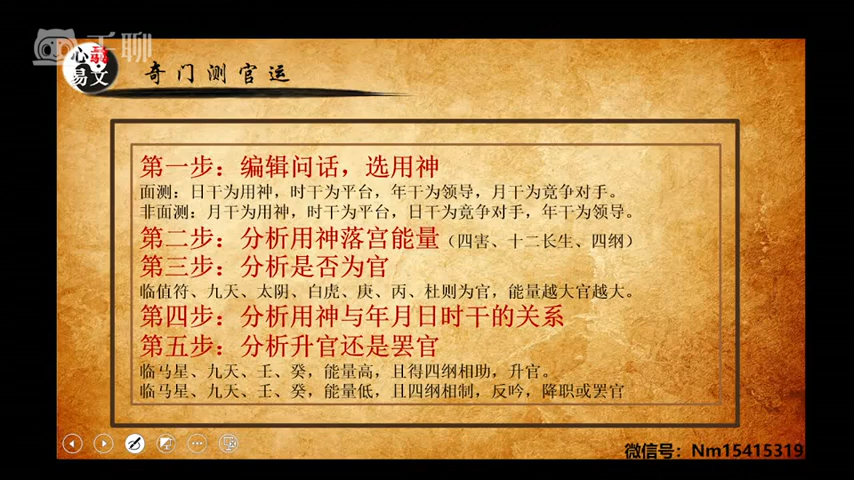 千聊
心易
易文
奇门测官运
第一步：编辑问话，选用神
面测：日干为用神，时干为平台，年干为领导，月干为竞争对手。
非面测：月干为用神，时干为平台，日干为竞争对手，年干为领导。
第二步：分析用神落宫能量（四害、十二长生、四纲）
第三步：分析是否为官
临值符、九天、太阴、白虎、庚、丙、杜则为官，能量越大官越大。
第四步：分析用神与年月日时干的关系
第五步：分析升官还是罢官
临马星、九天、壬、癸，能量高，且得四纲相助，升官。
临马星、九天、壬、癸，能量低，且四纲相制，反吟，降职或罢官
微信号：Nm15415319